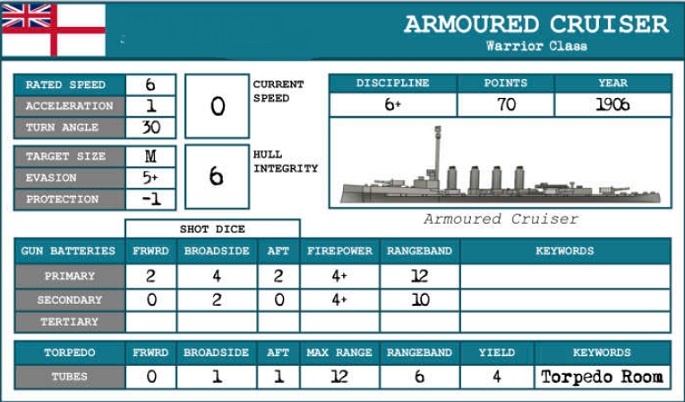 ARMOURED CRUISER
Warrior Class
RATED SPEED 6
ACCELERATION 1
TURN ANGLE 30
0 CURRENT SPEED
TARGET SIZE M
EVASION 5+
PROTECTION -1
6 HULL INTEGRITY
DISCIPLINE POINTS YEAR
6+ 70 1906
Armoured Cruiser
SHOT DICE
GUN BATTERIES FRWRD BROADSIDE AFT FIREPOWER RANGEBAND KEYWORDS
PRIMARY 2 4 2 4+ 12
SECONDARY 0 2 0 4+ 10
TERTIARY
TORPEDO FRWRD BROADSIDE AFT MAX RANGE RANGEBAND YIELD KEYWORDS
TUBES 0 1 1 12 6 4 Torpedo Room